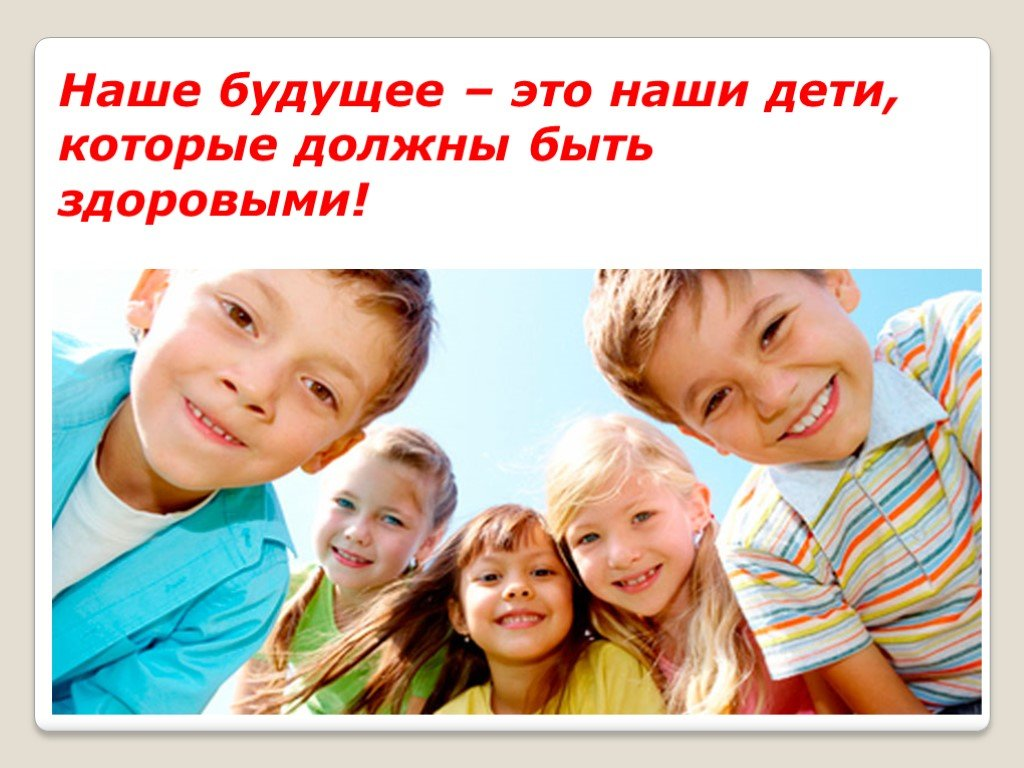 Наше будущее – это наши дети,
которые должны быть
здоровыми!